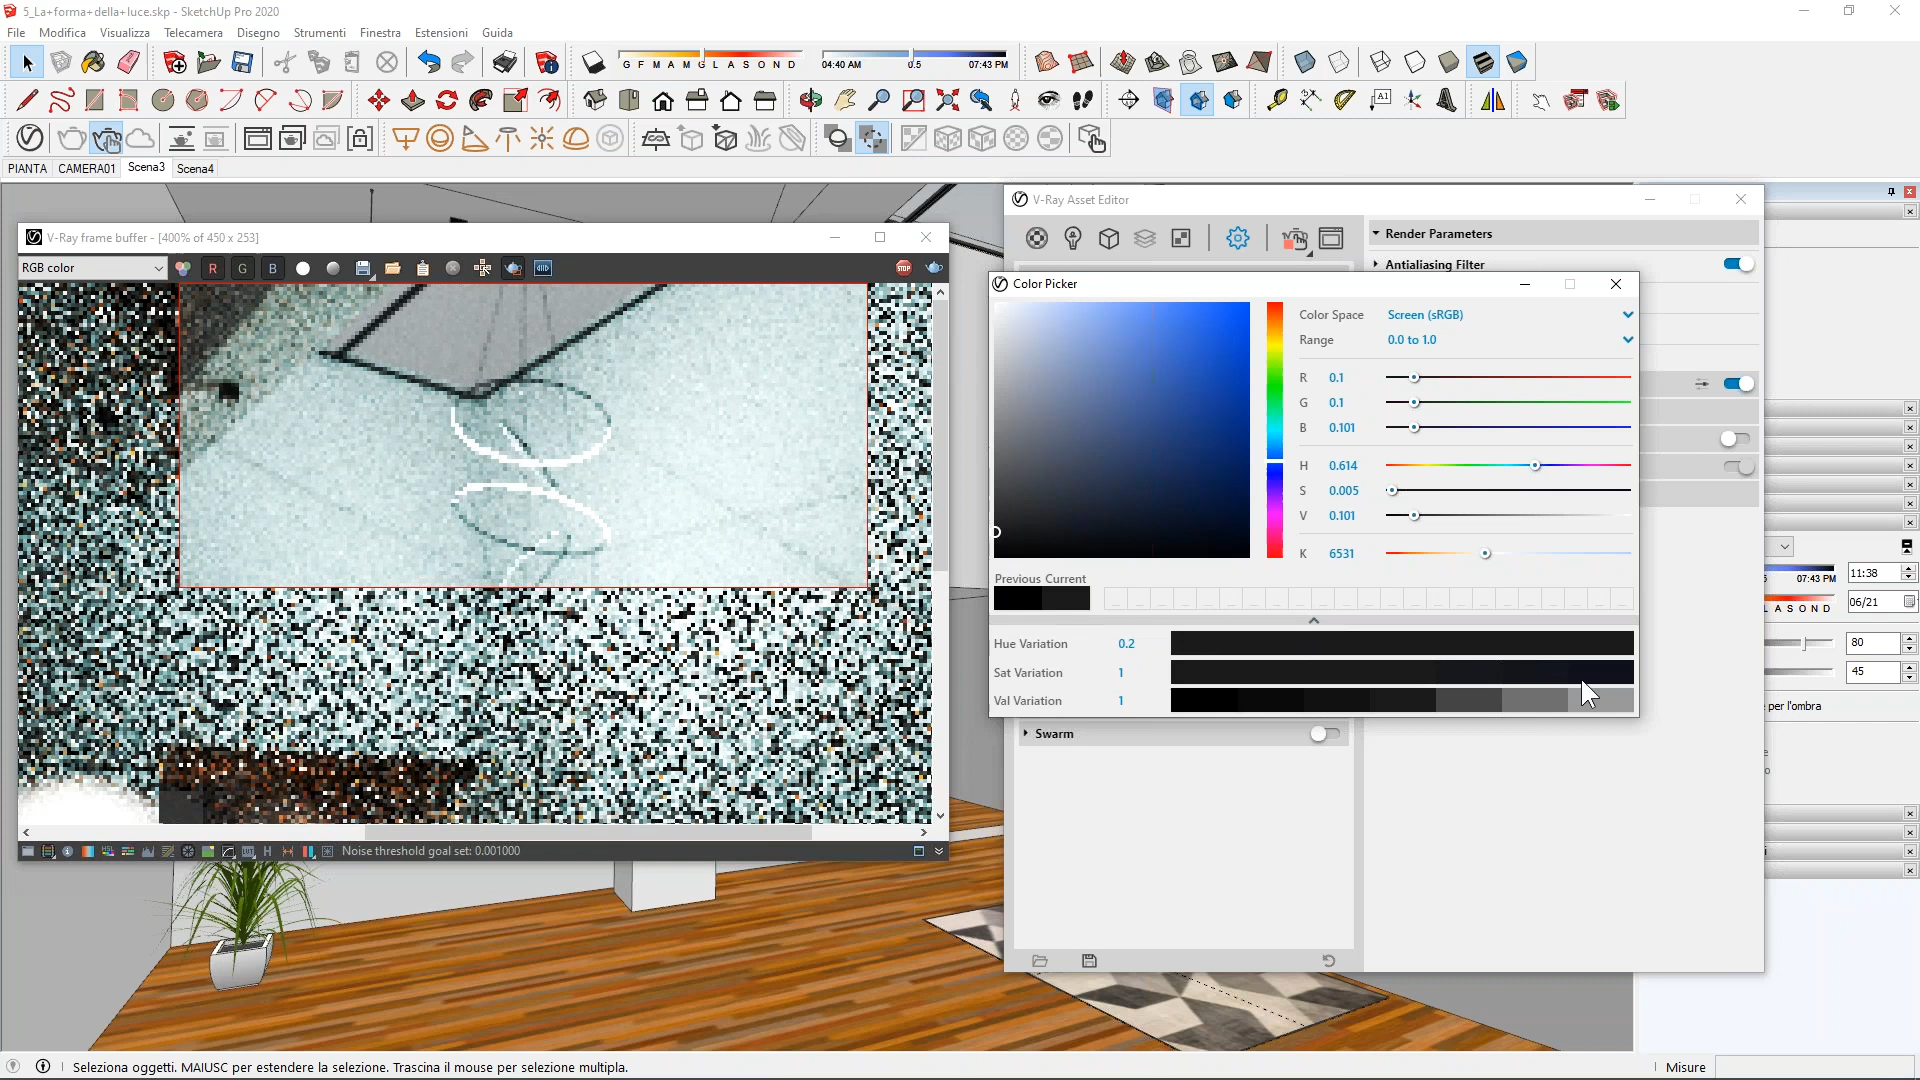 5_La+forma+della+luce.skp - SketchUp Pro 2020
File Modifica Visualizza Telecamera Disegno Strumenti Finestra Estensioni Guida
G F M A M G L A S O N D
04:40 AM 0.5 07:43 PM
PIANTA CAMERA01 Scena3 Scena4
V-Ray frame buffer - [400% of 450 x 253]
RGB color
R G B
STOP
Noise threshold goal set: 0.001000
V-Ray Asset Editor
Render Parameters
Antialiasing Filter
Color Picker
Color Space Screen (sRGB)
Range 0.0 to 1.0
R 0.1
G 0.1
B 0.101
H 0.614
S 0.005
V 0.101
K 6531
Previous Current
Hue Variation 0.2
Sat Variation 1
Val Variation 1
Swarm
07:43 PM 11:38
L A S O N D 06/21
80
45
per l'ombra
Seleziona oggetti. MAIUSC per estendere la selezione. Trascina il mouse per selezione multipla.
Misure